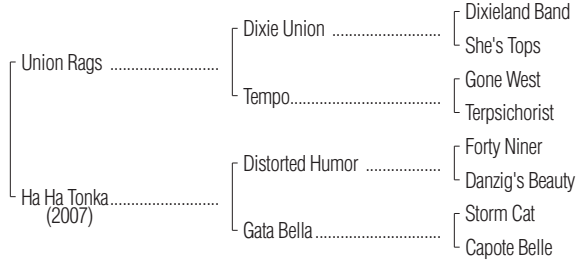 Dixieland Band
Dixie Union ........................
She's Tops
Union Rags ........................
Gone West
Tempo..................................
Terpsichorist
Forty Niner
Distorted Humor .................
Danzig's Beauty
Ha Ha Tonka........................
(2007)
Storm Cat
Gata Bella............................
Capote Belle